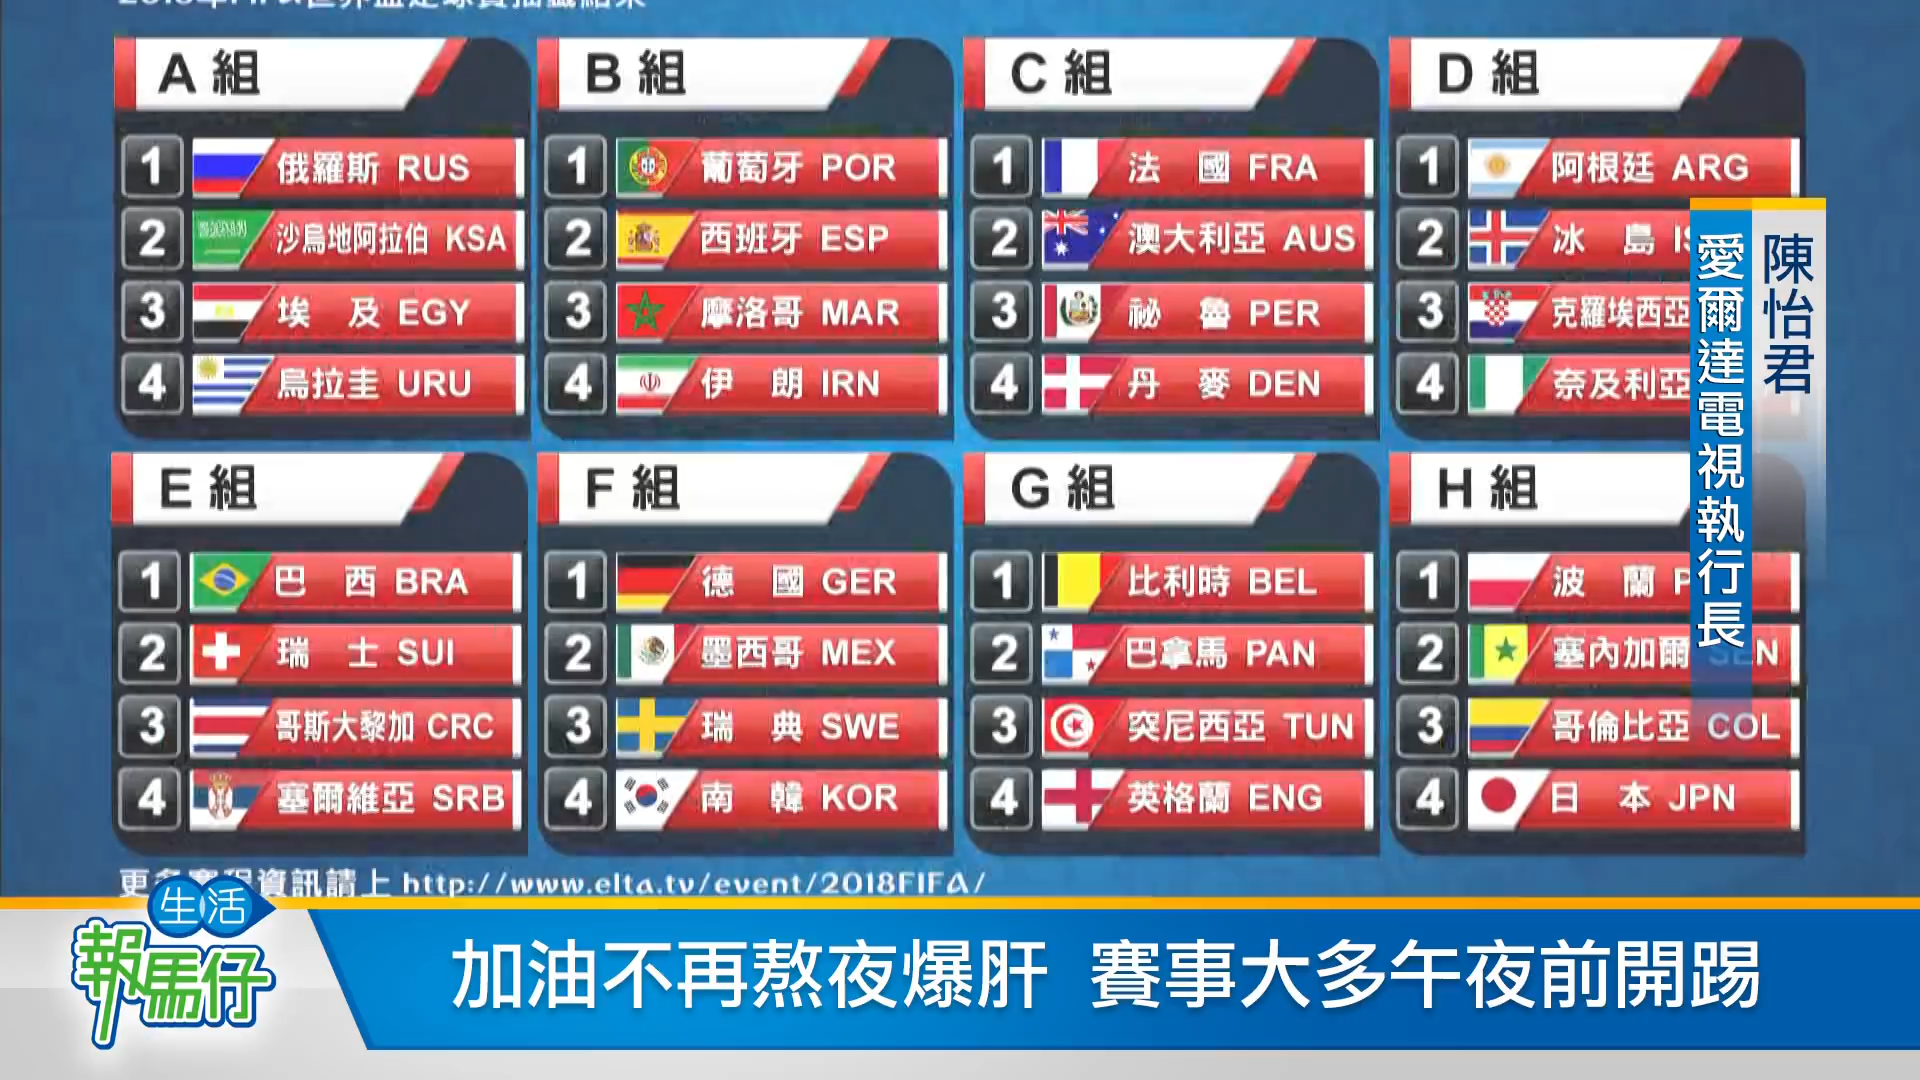 A 組
1 俄羅斯 RUS
2 沙烏地阿拉伯 KSA
3 埃 及 EGY
4 烏拉圭 URU
B 組
1 葡萄牙 POR
2 西班牙 ESP
3 摩洛哥 MAR
4 伊 朗 IRN
C 組
1 法 國 FRA
2 澳大利亞 AUS
3 祕 魯 PER
4 丹 麥 DEN
D 組
1 阿根廷 ARG
2 冰 島
3 克羅埃西亞
4 奈及利亞
E 組
1 巴 西 BRA
2 瑞 士 SUI
3 哥斯大黎加 CRC
4 塞爾維亞 SRB
F 組
1 德 國 GER
2 墨西哥 MEX
3 瑞 典 SWE
4 南 韓 KOR
G 組
1 比利時 BEL
2 巴拿馬 PAN
3 突尼西亞 TUN
4 英格蘭 ENG
H 組
1 波 蘭 P
2 塞內加爾 SEN
3 哥倫比亞 COL
4 日 本 JPN
陳怡君
愛爾達電視執行長
資訊請上 http://www.elta.tv/event/2018FIFA/
生活
報馬仔
加油不再熬夜爆肝 賽事大多午夜前開踢